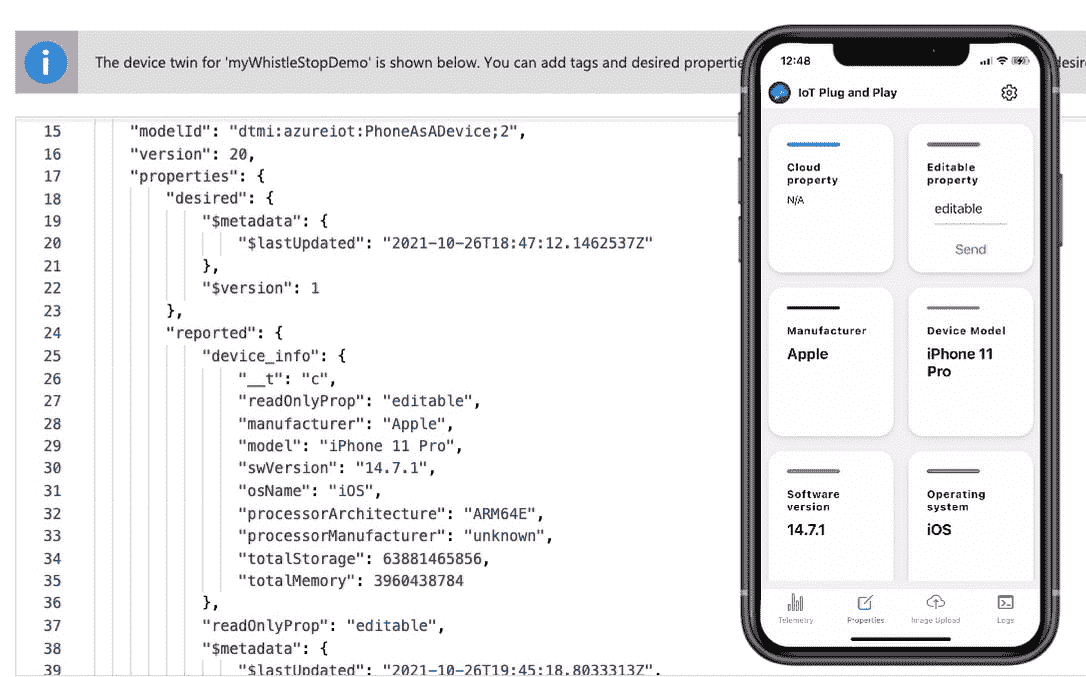 The device twin for 'myWhistleStopDemo' is shown below. You can add tags and desired
15 "modelId": "dtmi:azureiot:PhoneAsADevice;2",
16 "version": 20,
17 "properties": {
18 "desired": {
19 "$metadata": {
20 "$lastUpdated": "2021-10-26T18:47:12.1462537Z"
21 },
22 "$version": 1
23 },
24 "reported": {
25 "device_info": {
26 "__t": "c",
27 "readOnlyProp": "editable",
28 "manufacturer": "Apple",
29 "model": "iPhone 11 Pro",
30 "swVersion": "14.7.1",
31 "osName": "iOS",
32 "processorArchitecture": "ARM64E",
33 "processorManufacturer": "unknown",
34 "totalStorage": 63881465856,
35 "totalMemory": 3960438784
36 },
37 "readOnlyProp": "editable",
38 "$metadata": {
39 "$lastUpdated": "2021-10-26T19:45:18.8033313Z",
12:48
IoT Plug and Play
Cloud
property
N/A
Editable
property
editable
Send
Manufacturer
Apple
Device Model
iPhone 11
Pro
Software
version
14.7.1
Operating
system
iOS
Telemetry
Properties
Image Upload
Logs